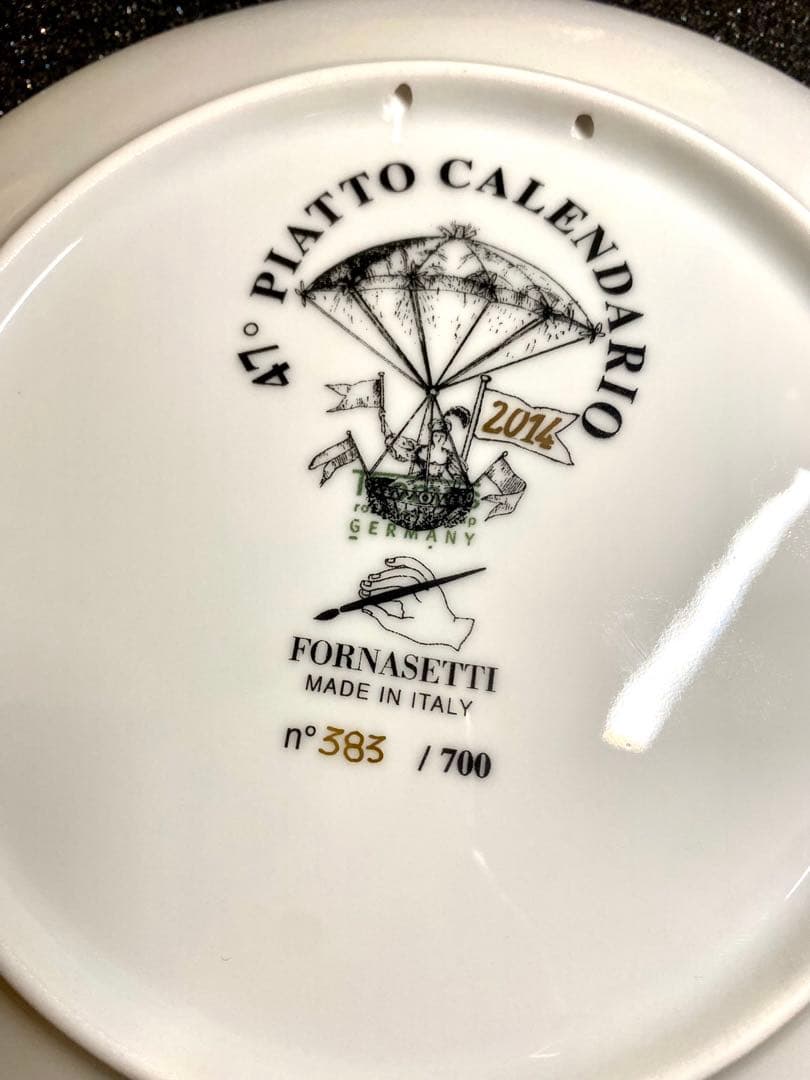 47° PIATTO CALENDARIO
2014
GERMANY
FORNASETTI
MADE IN ITALY
n° 383 / 700